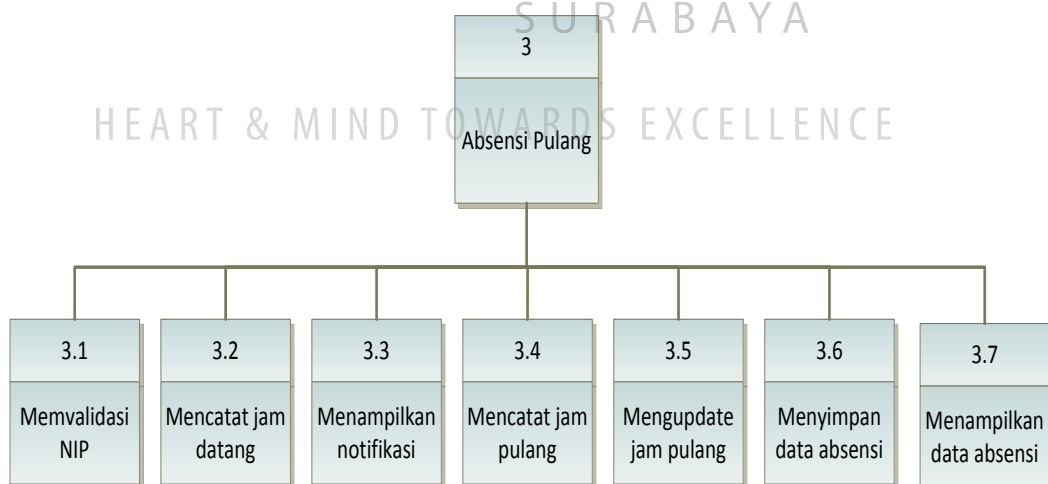 SURABAYA
3
HEART & MIND TOWARDS EXCELLENCE
Absensi Pulang
3.1
Memvalidasi
NIP
3.2
Mencatat jam
datang
3.3
Menampilkan
notifikasi
3.4
Mencatat jam
pulang
3.5
Mengupdate
jam pulang
3.6
Menyimpan
data absensi
3.7
Menampilkan
data absensi